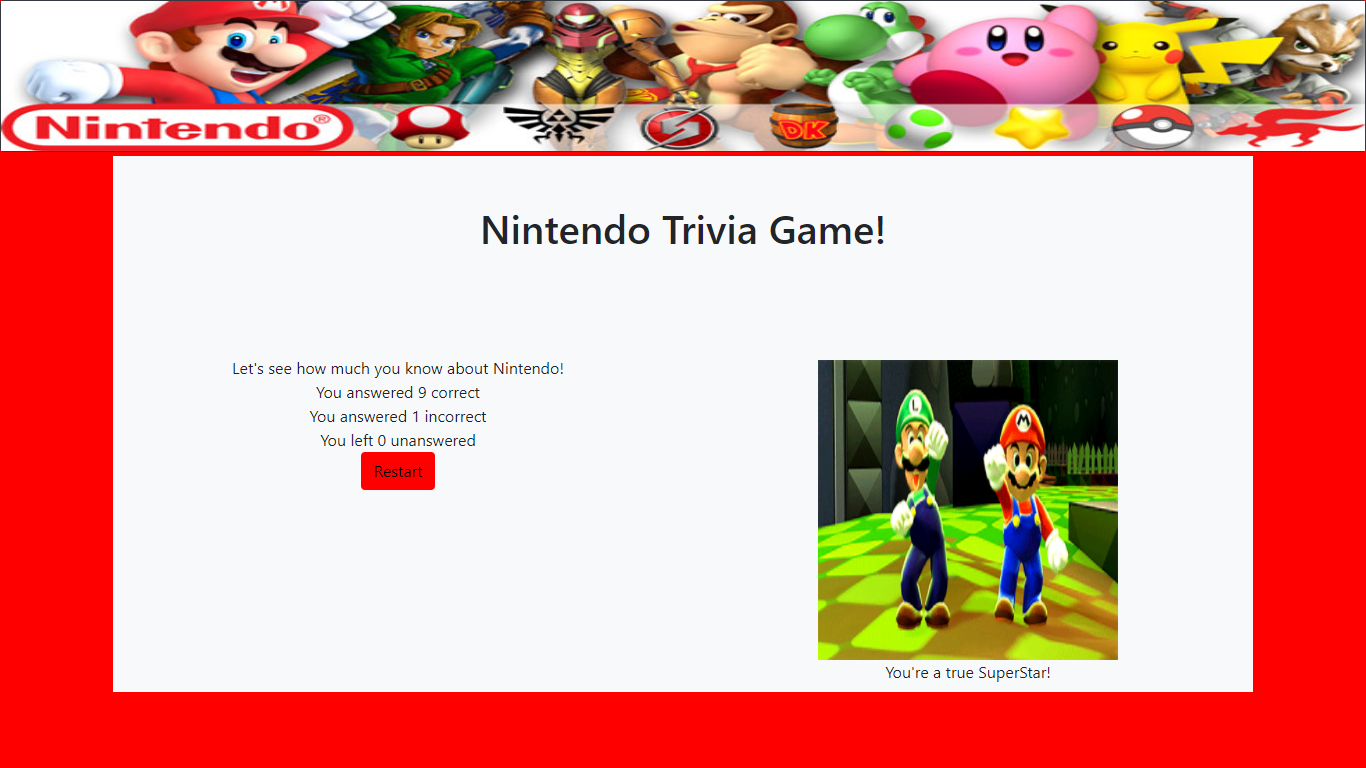 Nintendo®
DK
Nintendo Trivia Game!
Let's see how much you know about Nintendo!
You answered 9 correct
You answered 1 incorrect
You left 0 unanswered
Restart
L
M
You're a true SuperStar!